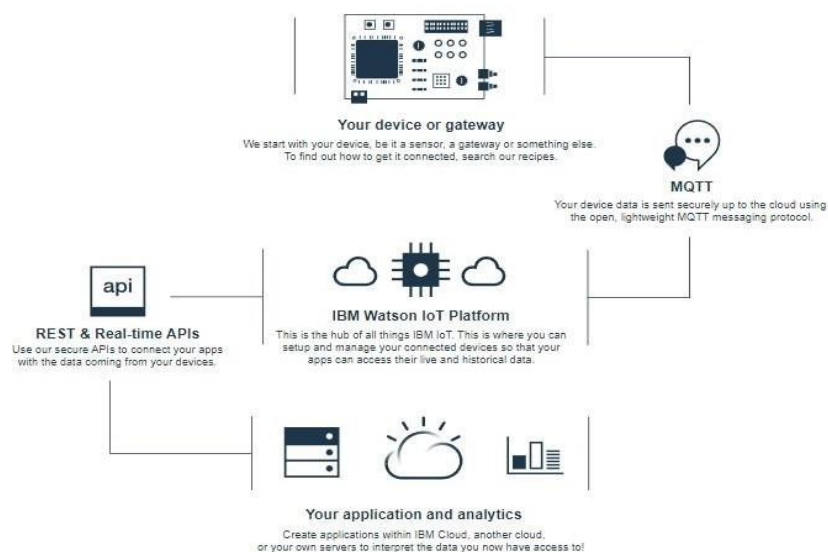 Your device or gateway
We start with your device, be it a sensor, a gateway or something else.
To find out how to get it connected, search our recipes.
MQTT
Your device data is sent securely up to the cloud using
the open, lightweight MQTT messaging protocol.
api
REST & Real-time APIs
Use our secure APIs to connect your apps
with the data coming from your devices.
IBM Watson IoT Platform
This is the hub of all things IBM IoT. This is where you can
setup and manage your connected devices so that your
apps can access their live and historical data.
Your application and analytics
Create applications within IBM Cloud, another cloud,
or your own servers to interpret the data you now have access to!